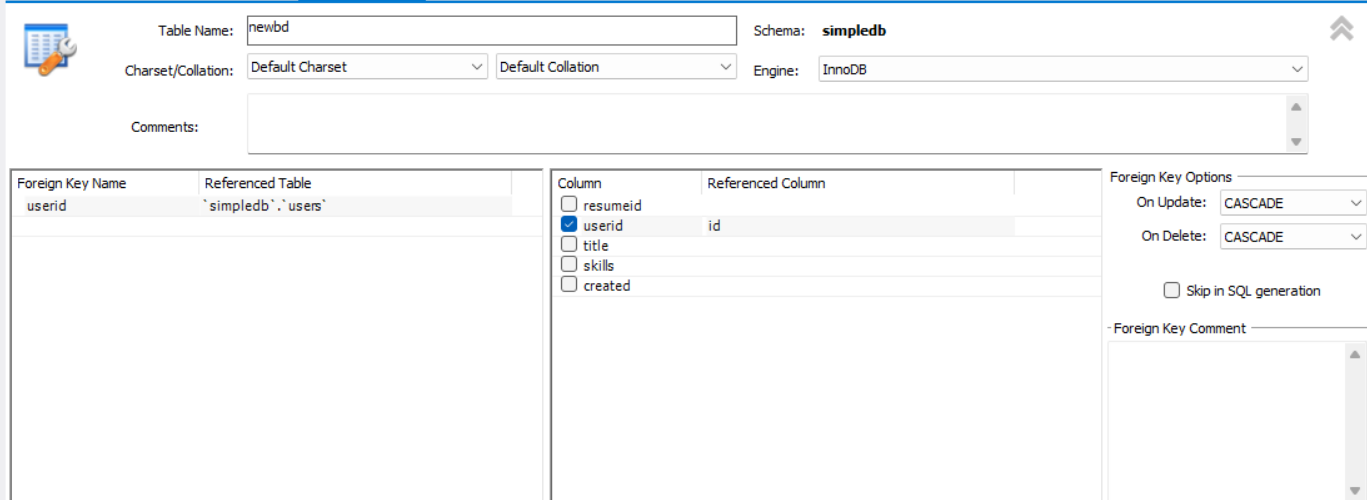 Table Name: newbd Schema: simpledb
Charset/Collation: Default Charset Default Collation Engine: InnoDB
Comments:
Foreign Key Name Referenced Table
userid `simpledb`.`users`
Column Referenced Column
resumeid
userid id
title
skills
created
Foreign Key Options
On Update: CASCADE
On Delete: CASCADE
Skip in SQL generation
Foreign Key Comment